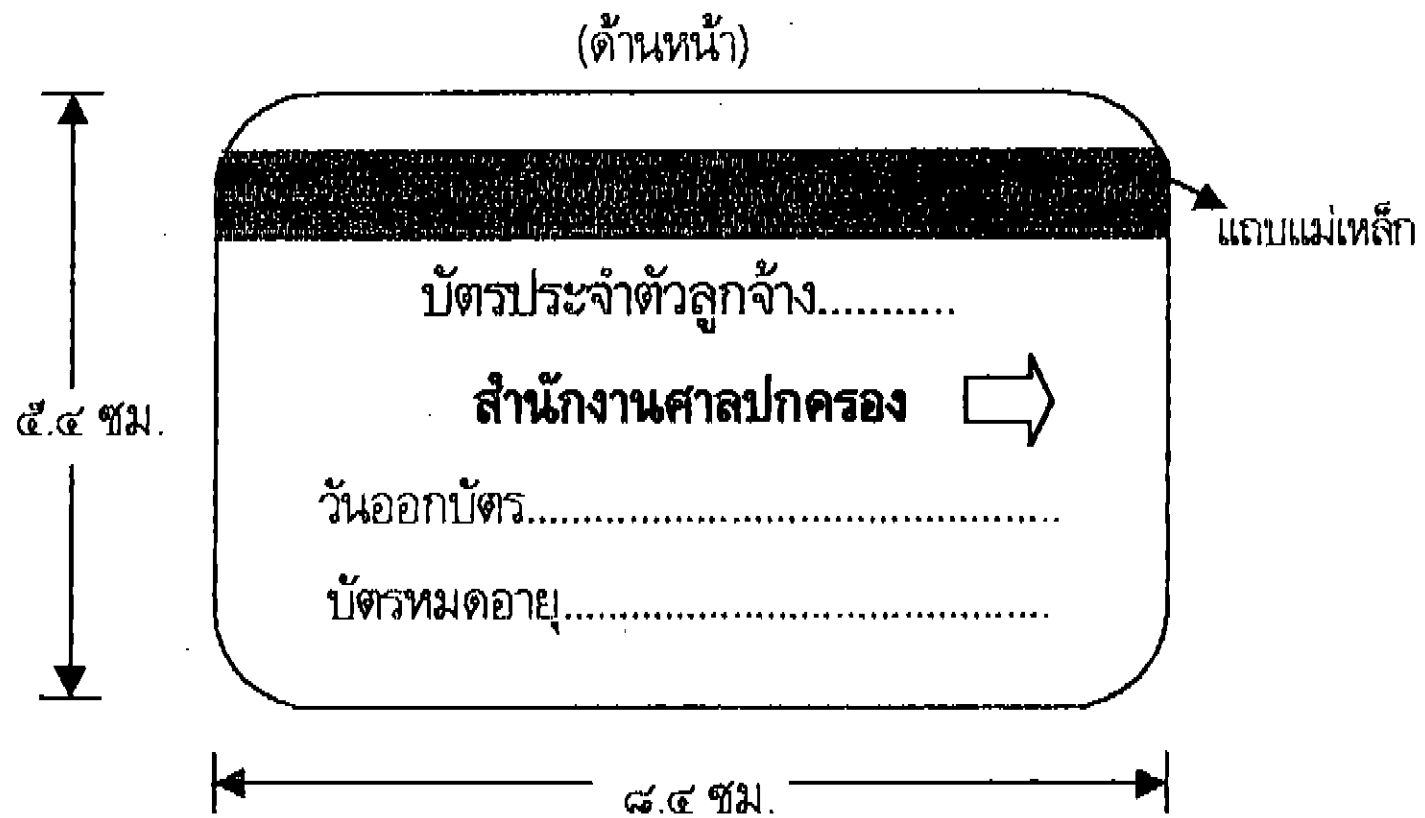 (ด้านหน้า)
แถบแม่เหล็ก
บัตรประจำตัวลูกจ้าง...........
สำนักงานศาลปกครอง
๕.๔ ซม.
วันออกบัตร................................................
บัตรหมดอายุ............................................
๘.๔ ซม.